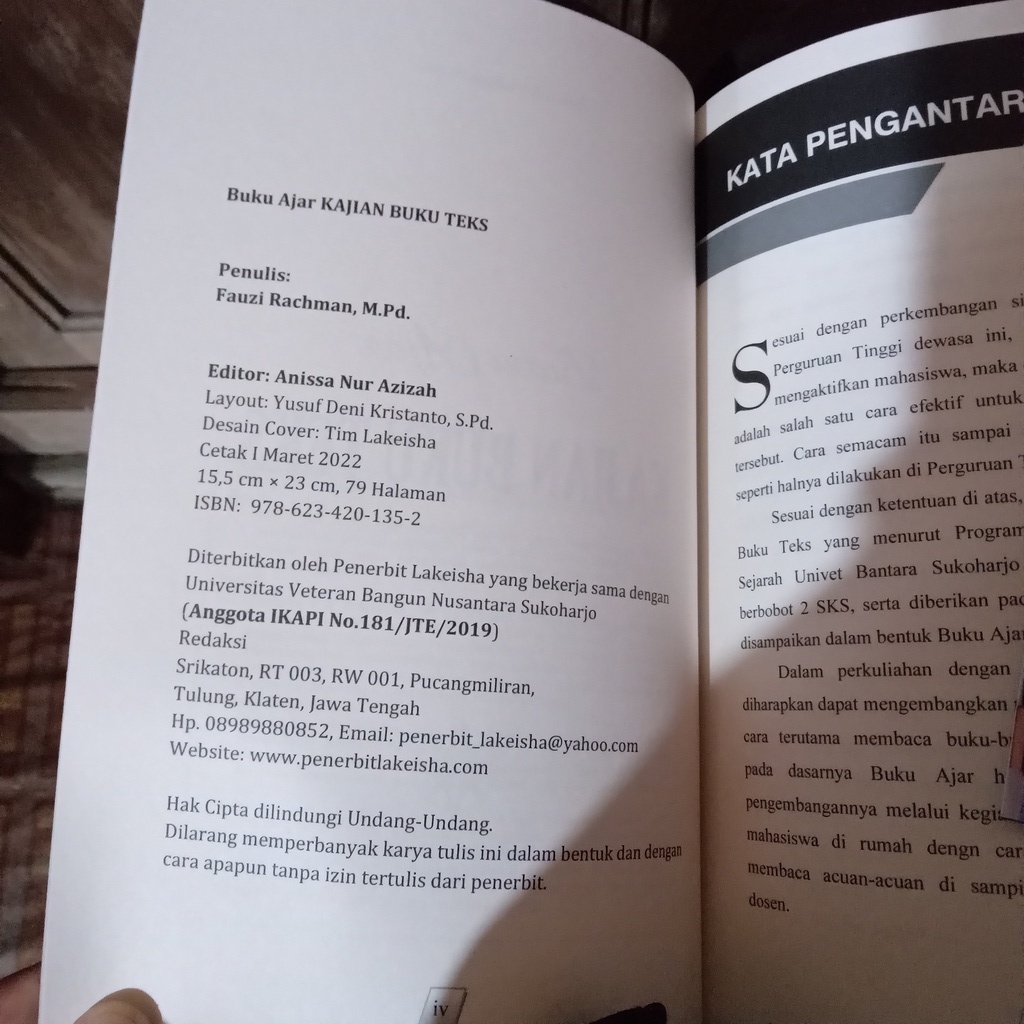 Buku Ajar KAJIAN BUKU TEKS
Penulis:
Fauzi Rachman, M.Pd.
Editor: Anissa Nur Azizah
Layout: Yusuf Deni Kristanto, S.Pd.
Desain Cover: Tim Lakeisha
Cetak I Maret 2022
15,5 cm × 23 cm, 79 Halaman
ISBN: 978-623-420-135-2
Diterbitkan oleh Penerbit Lakeisha yang bekerja sama dengan
Universitas Veteran Bangun Nusantara Sukoharjo
(Anggota IKAPI No.181/JTE/2019)
Redaksi
Srikaton, RT 003, RW 001, Pucangmiliran,
Tulung, Klaten, Jawa Tengah
Hp. 08989880852, Email: penerbit_lakeisha@yahoo.com
Website: www.penerbitlakeisha.com
Hak Cipta dilindungi Undang-Undang.
Dilarang memperbanyak karya tulis ini dalam bentuk dan dengan
cara apapun tanpa izin tertulis dari penerbit.
iv
KATA PENGANTAR
Sesuai dengan perkembangan
Perguruan Tinggi dewasa ini,
mengaktifkan mahasiswa, maka
adalah salah satu cara efektif untuk
tersebut. Cara semacam itu sampai
seperti halnya dilakukan di Perguruan
Sesuai dengan ketentuan di atas,
Buku Teks yang menurut Program
Sejarah Univet Bantara Sukoharjo
berbobot 2 SKS, serta diberikan
disampaikan dalam bentuk Buku Ajar
Dalam perkuliahan dengan
diharapkan dapat mengembangkan
cara terutama membaca
pada dasarnya Buku Ajar
pengembangannya melalui
mahasiswa di rumah dengn
membaca acuan-acuan di
dosen.